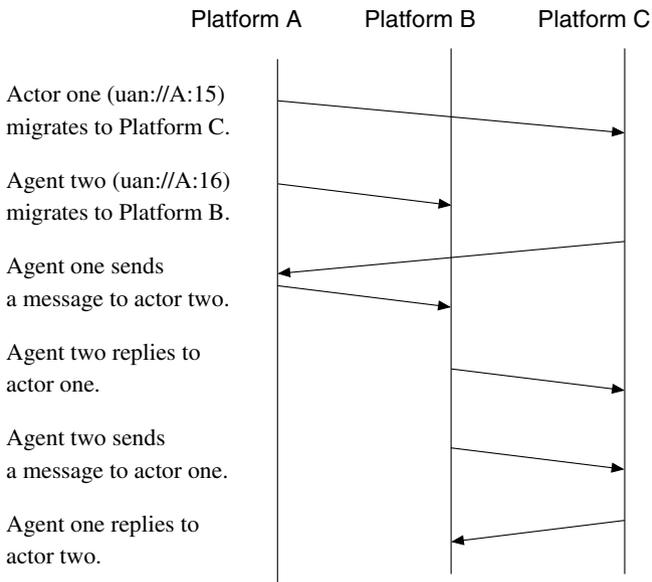 Platform A Platform B Platform C
Actor one (uan://A:15)
migrates to Platform C.
Agent two (uan://A:16)
migrates to Platform B.
Agent one sends
a message to actor two.
Agent two replies to
actor one.
Agent two sends
a message to actor one.
Agent one replies to
actor two.